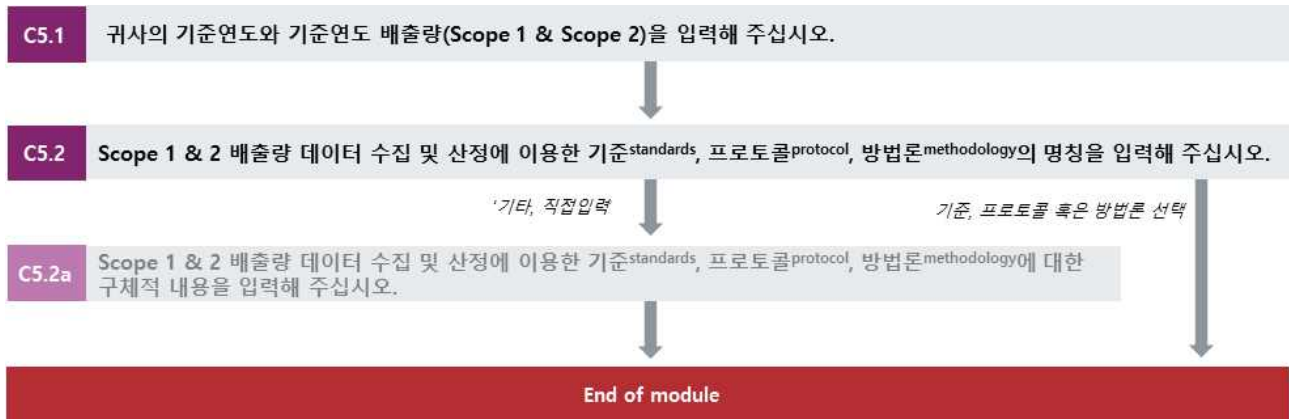 C5.1 귀사의 기준연도와 기준연도 배출량(Scope 1 & Scope 2)을 입력해 주십시오.
C5.2 Scope 1 & 2 배출량 데이터 수집 및 산정에 이용한 기준standards, 프로토콜protocol, 방법론methodology의 명칭을 입력해 주십시오.
'기타, 직접입력
기준, 프로토콜 혹은 방법론 선택
C5.2a Scope 1 & 2 배출량 데이터 수집 및 산정에 이용한 기준standards, 프로토콜protocol, 방법론methodology에 대한
구체적 내용을 입력해 주십시오.
End of module